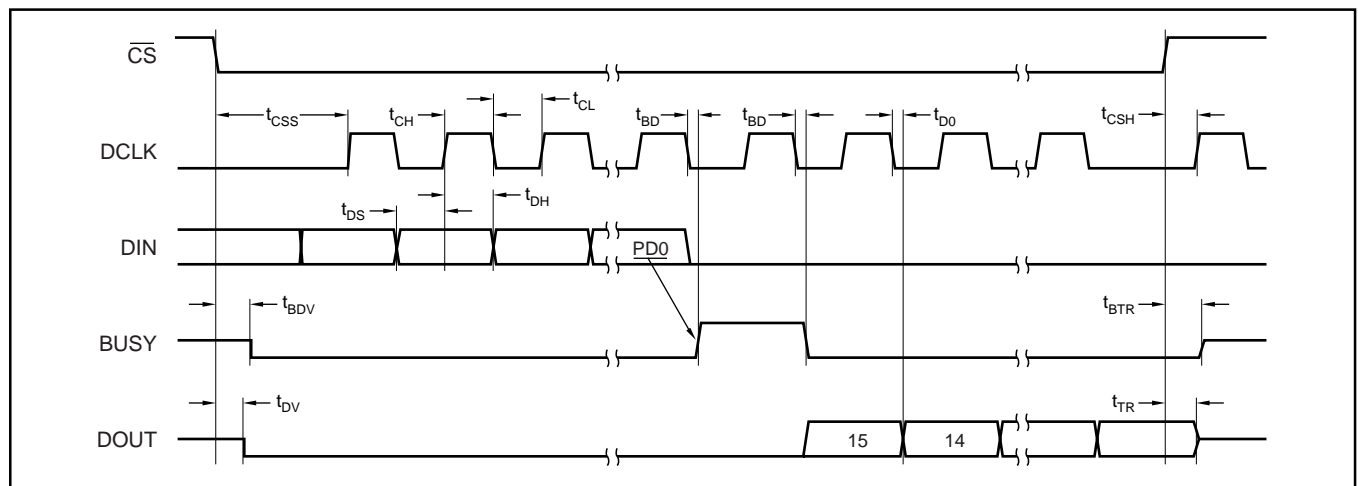 CS
tCSS
tCH
tCL
tBD
tBD
tD0
tCSH
DCLK
tDS
tDH
DIN
PD0
tBDV
tBTR
BUSY
tDV
tTR
DOUT
15
14